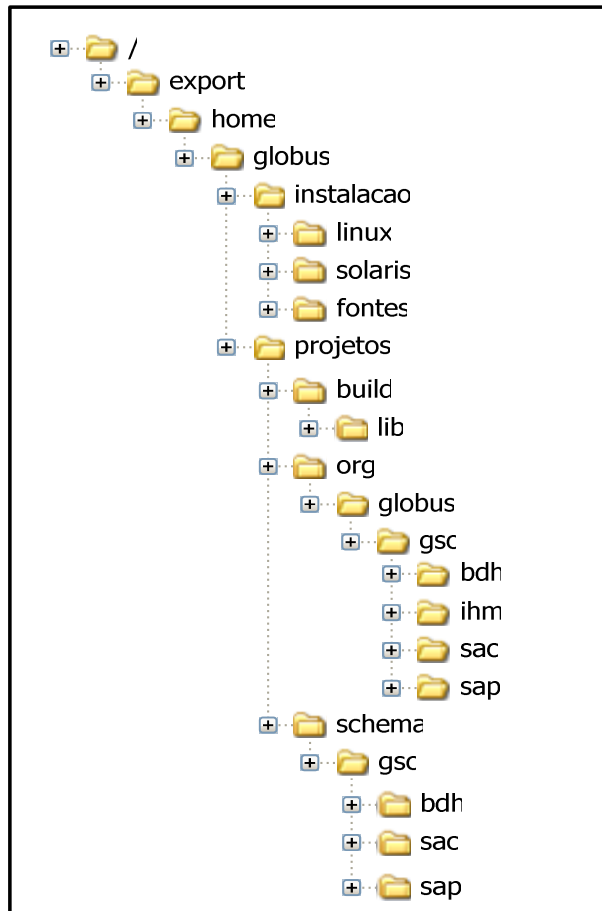 /
export
home
globus
instalacao
linux
solaris
fontes
projetos
build
lib
org
globus
gsc
bdh
ihm
sac
sap
schema
gsc
bdh
sac
sap